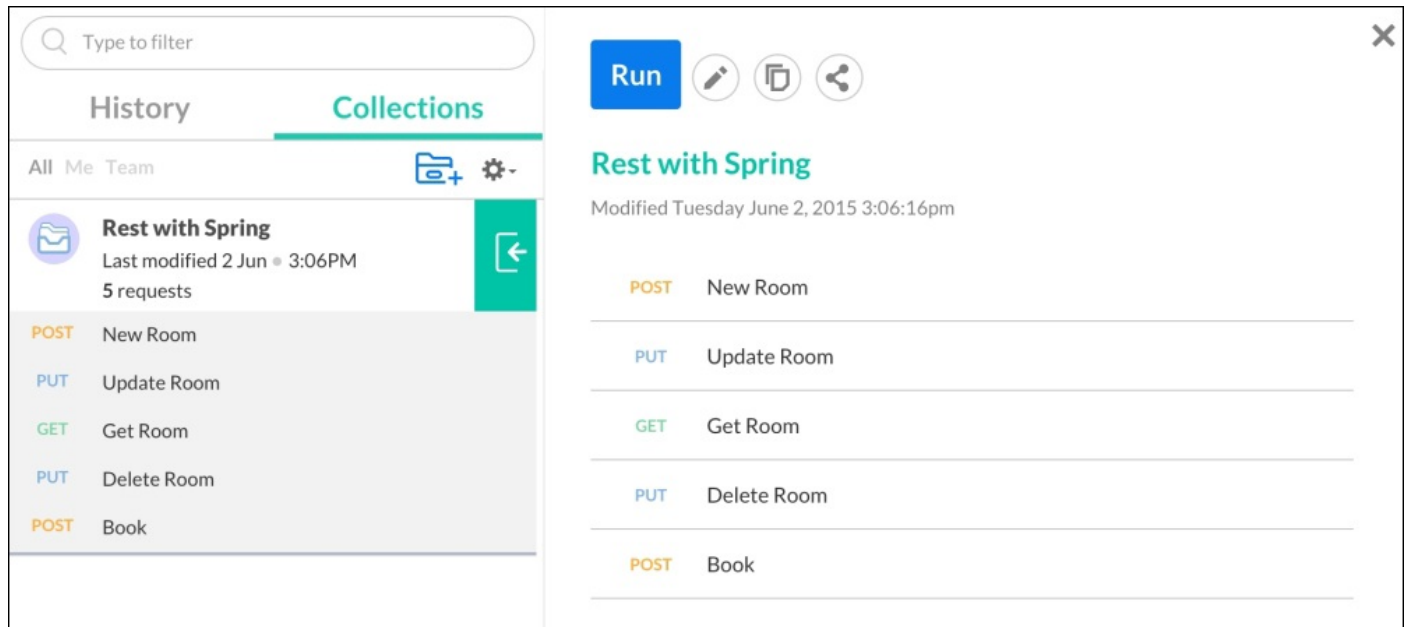 Type to filter
History Collections
All Me Team
Rest with Spring
Last modified 2 Jun 3:06PM
5 requests
POST New Room
PUT Update Room
GET Get Room
PUT Delete Room
POST Book
Run
Rest with Spring
Modified Tuesday June 2, 2015 3:06:16pm
POST New Room
PUT Update Room
GET Get Room
PUT Delete Room
POST Book